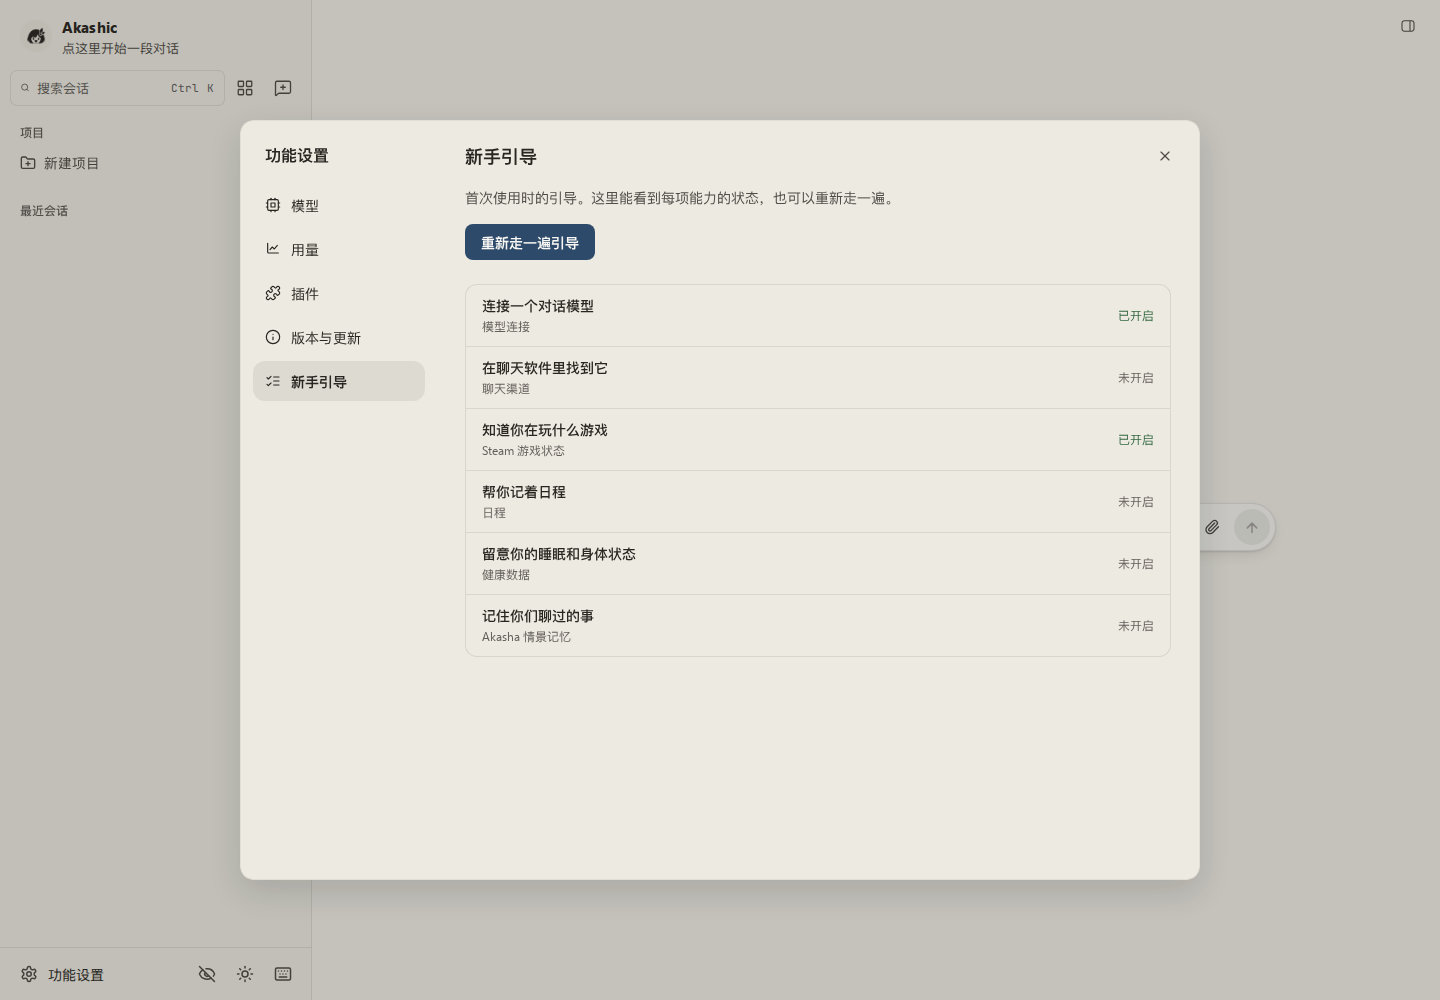 Akashic
点这里开始一段对话
搜索会话 Ctrl K
项目
新建项目
最近会话
功能设置
模型
用量
插件
版本与更新
新手引导
新手引导
首次使用时的引导。这里能看到每项能力的状态，也可以重新走一遍。
重新走一遍引导
连接一个对话模型
模型连接
已开启
在聊天软件里找到它
聊天渠道
未开启
知道你在玩什么游戏
Steam 游戏状态
已开启
帮你记着日程
日程
未开启
留意你的睡眠和身体状态
健康数据
未开启
记住你们聊过的事
Akasha 情景记忆
未开启
功能设置